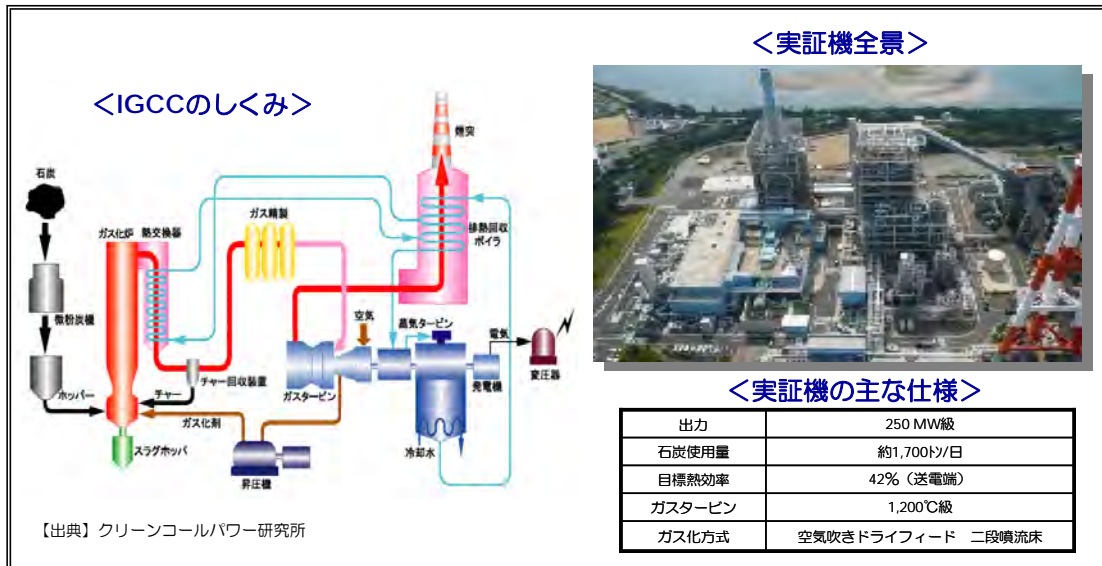 ＜IGCCのしくみ＞
石炭
微粉炭機
ホッパー
ガス化炉
熱交換器
ガス精製
煙突
排熱回収
ボイラ
チャー回収装置
チャー
ガス化剤
スラグホッパ
昇圧機
ガスタービン
空気
蒸気タービン
冷却水
発電機
電気
変圧器
【出典】クリーンコールパワー研究所
＜実証機全景＞
＜実証機の主な仕様＞
出力 250 MW級
石炭使用量 約1,700㌧/日
目標熱効率 42％（送電端）
ガスタービン 1,200℃級
ガス化方式 空気吹きドライフィード　二段噴流床